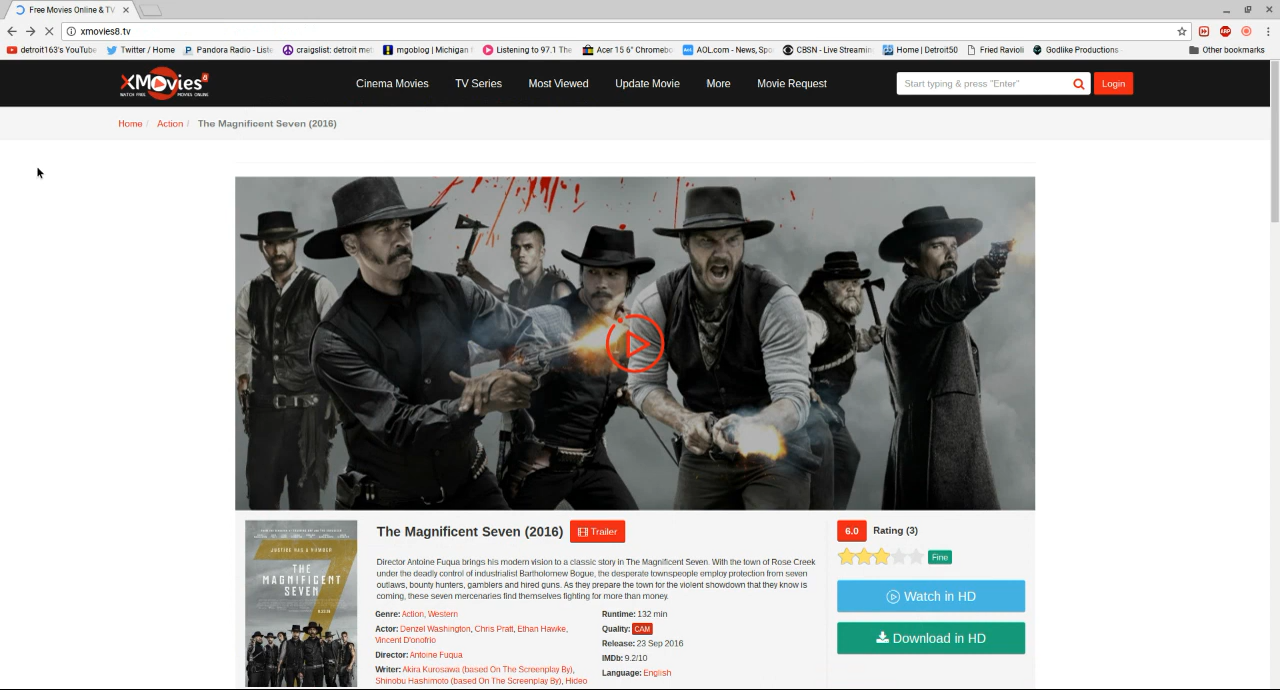 Free Movies Online & TV
xmovies8.tv
detroit163's YouTube
Twitter / Home
Pandora Radio - Liste
craigslist: detroit met
mgoblog | Michigan
Listening to 97.1 The
Acer 15 6" Chromebo
AOL.com - News, Spo
CBSN - Live Streamin
Home | Detroit50
Fried Ravioli
Godlike Productions
Other bookmarks
XMovies8
WATCH FREE MOVIES ONLINE
Cinema Movies
TV Series
Most Viewed
Update Movie
More
Movie Request
Start typing & press "Enter"
Login
Home / Action / The Magnificent Seven (2016)
JUSTICE HAS A NUMBER
THE
MAGNIFICENT
SEVEN
The Magnificent Seven (2016)
Trailer
Director Antoine Fuqua brings his modern vision to a classic story in The Magnificent Seven. With the town of Rose Creek
under the deadly control of industrialist Bartholomew Bogue, the desperate townspeople employ protection from seven
outlaws, bounty hunters, gamblers and hired guns. As they prepare the town for the violent showdown that they know is
coming, these seven mercenaries find themselves fighting for more than money.
Genre: Action, Western
Actor: Denzel Washington, Chris Pratt, Ethan Hawke,
Vincent D'onofrio
Director: Antoine Fuqua
Writer: Akira Kurosawa (based On The Screenplay By),
Shinobu Hashimoto (based On The Screenplay By), Hideo
Runtime: 132 min
Quality: CAM
Release: 23 Sep 2016
IMDb: 9.2/10
Language: English
6.0
Rating (3)
Fine
Watch in HD
Download in HD